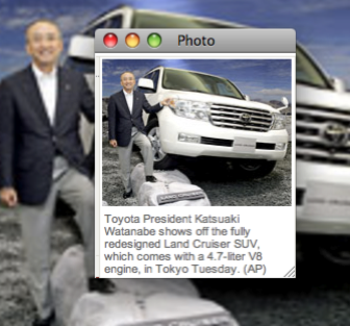 Photo
Toyota President Katsuaki
Watanabe shows off the fully
redesigned Land Cruiser SUV,
which comes with a 4.7-liter V8
engine, in Tokyo Tuesday. (AP)